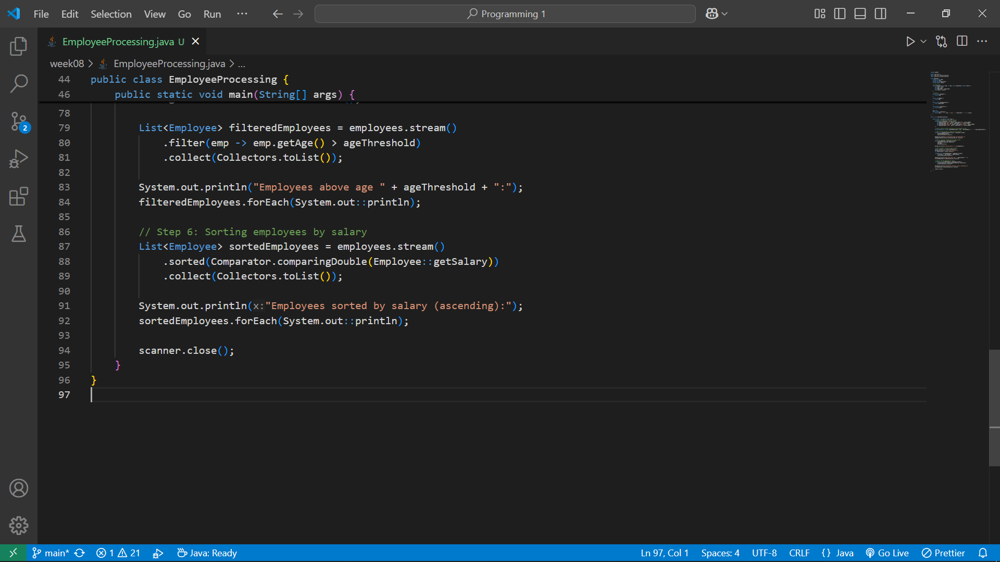 File Edit Selection View Go Run ··· Programming 1
EmployeeProcessing.java U
week08 > EmployeeProcessing.java > ...
44 public class EmployeeProcessing {
46 public static void main(String[] args) {
78
79 List<Employee> filteredEmployees = employees.stream()
80 .filter(emp -> emp.getAge() > ageThreshold)
81 .collect(Collectors.toList());
82
83 System.out.println("Employees above age " + ageThreshold + ":");
84 filteredEmployees.forEach(System.out::println);
85
86 // Step 6: Sorting employees by salary
87 List<Employee> sortedEmployees = employees.stream()
88 .sorted(Comparator.comparingDouble(Employee::getSalary))
89 .collect(Collectors.toList());
90
91 System.out.println(x:"Employees sorted by salary (ascending):");
92 sortedEmployees.forEach(System.out::println);
93
94 scanner.close();
95 }
96 }
97
2
main* 1 21 Java: Ready Ln 97, Col 1 Spaces: 4 UTF-8 CRLF {} Java Go Live Prettier